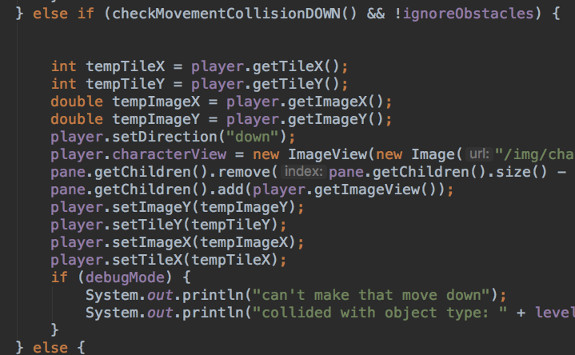 } else if (checkMovementCollisionDOWN() && !ignoreObstacles) {
int tempTileX = player.getTileX();
int tempTileY = player.getTileY();
double tempImageX = player.getImageX();
double tempImageY = player.getImageY();
player.setDirection("down");
player.characterView = new ImageView(new Image( url: "/img/cha
pane.getChildren().remove( index: pane.getChildren().size() -
pane.getChildren().add(player.getImageView());
player.setImageY(tempImageY);
player.setTileY(tempTileY);
player.setImageX(tempImageX);
player.setTileX(tempTileX);
if (debugMode) {
System.out.println("can't make that move down");
System.out.println("collided with object type: " + level
}
} else {